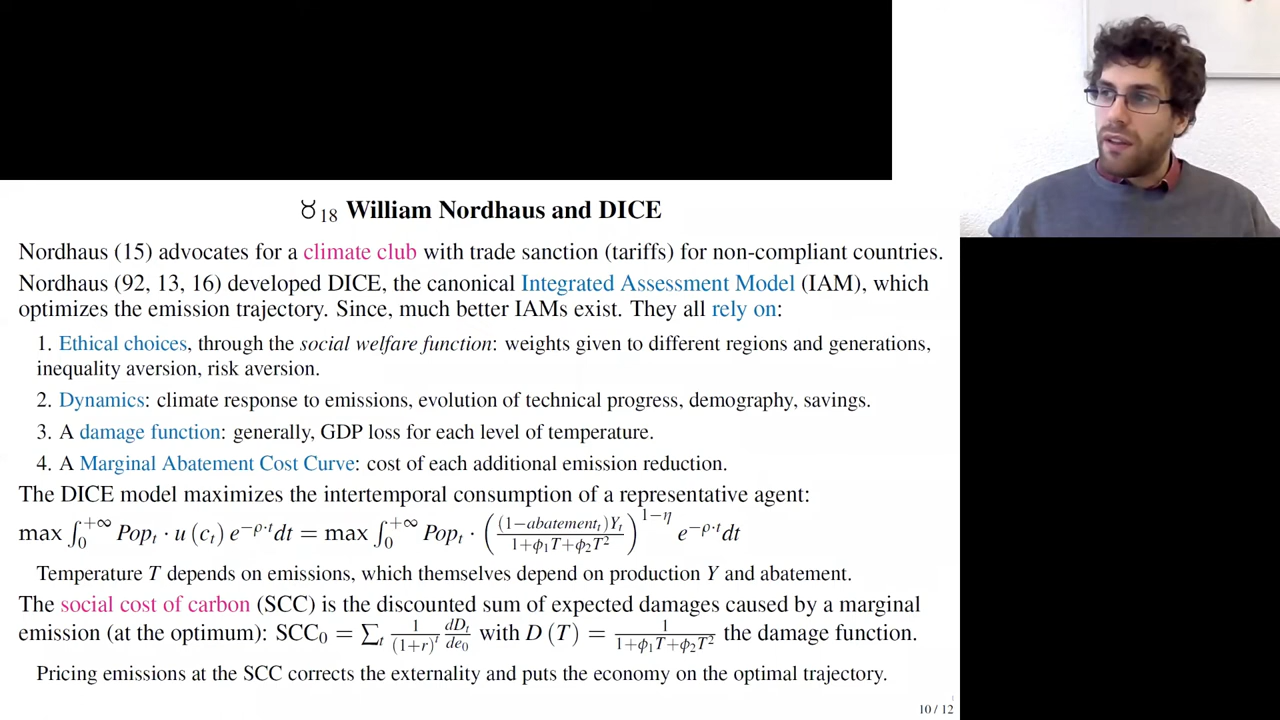 ♉18 William Nordhaus and DICE
Nordhaus (15) advocates for a climate club with trade sanction (tariffs) for non-compliant countries.
Nordhaus (92, 13, 16) developed DICE, the canonical Integrated Assessment Model (IAM), which
optimizes the emission trajectory. Since, much better IAMs exist. They all rely on:
1. Ethical choices, through the social welfare function: weights given to different regions and generations,
inequality aversion, risk aversion.
2. Dynamics: climate response to emissions, evolution of technical progress, demography, savings.
3. A damage function: generally, GDP loss for each level of temperature.
4. A Marginal Abatement Cost Curve: cost of each additional emission reduction.
The DICE model maximizes the intertemporal consumption of a representative agent:
max ∫₀^{+∞} Pop_t · u (c_t) e^{−ρ·t} dt = max ∫₀^{+∞} Pop_t · ( (1−abatement_t)Y_t / 1+ϕ₁T+ϕ₂T² )^{1−η} e^{−ρ·t} dt
Temperature T depends on emissions, which themselves depend on production Y and abatement.
The social cost of carbon (SCC) is the discounted sum of expected damages caused by a marginal
emission (at the optimum): SCC₀ = ∑_t 1/(1+r)^t dD_t/de₀ with D (T) = 1/1+ϕ₁T+ϕ₂T² the damage function.
Pricing emissions at the SCC corrects the externality and puts the economy on the optimal trajectory.
10 / 12